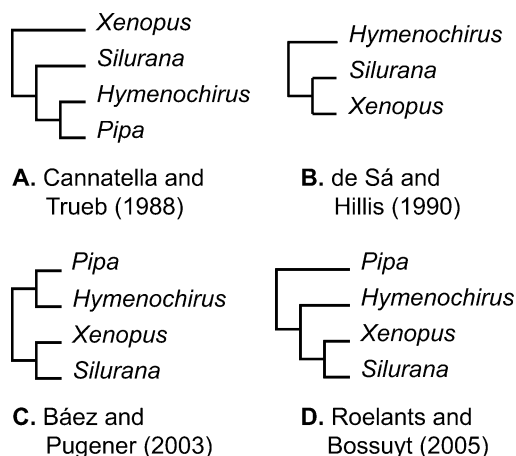 Xenopus
Silurana
Hymenochirus
Pipa
A. Cannatella and
Trueb (1988)
Hymenochirus
Silurana
Xenopus
B. de Sá and
Hillis (1990)
Pipa
Hymenochirus
Xenopus
Silurana
C. Báez and
Pugener (2003)
Pipa
Hymenochirus
Xenopus
Silurana
D. Roelants and
Bossuyt (2005)